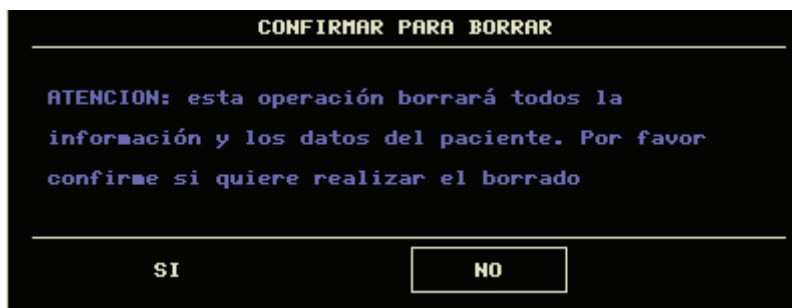 CONFIRMAR PARA BORRAR
ATENCION: esta operación borrará todos la
información y los datos del paciente. Por favor
confirme si quiere realizar el borrado
SI NO